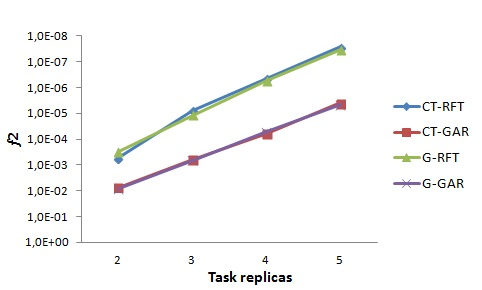 1,0E-08
1,0E-07
1,0E-06
1,0E-05
1,0E-04
1,0E-03
1,0E-02
1,0E-01
1,0E+00
f2
2 3 4 5
Task replicas
CT-RFT
CT-GAR
G-RFT
G-GAR